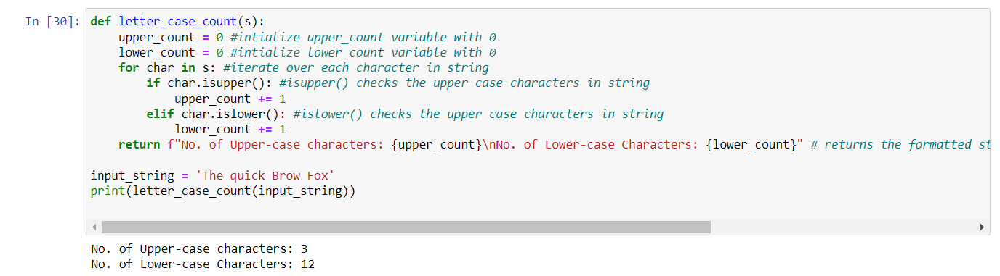 In [30]: def letter_case_count(s):
    upper_count = 0 #intialize upper_count variable with 0
    lower_count = 0 #intialize lower_count variable with 0
    for char in s: #iterate over each character in string
        if char.isupper(): #isupper() checks the upper case characters in string
            upper_count += 1
        elif char.islower(): #islower() checks the upper case characters in string
            lower_count += 1
    return f"No. of Upper-case characters: {upper_count}\nNo. of Lower-case Characters: {lower_count}" # returns the formatted st

input_string = 'The quick Brow Fox'
print(letter_case_count(input_string))

No. of Upper-case characters: 3
No. of Lower-case Characters: 12